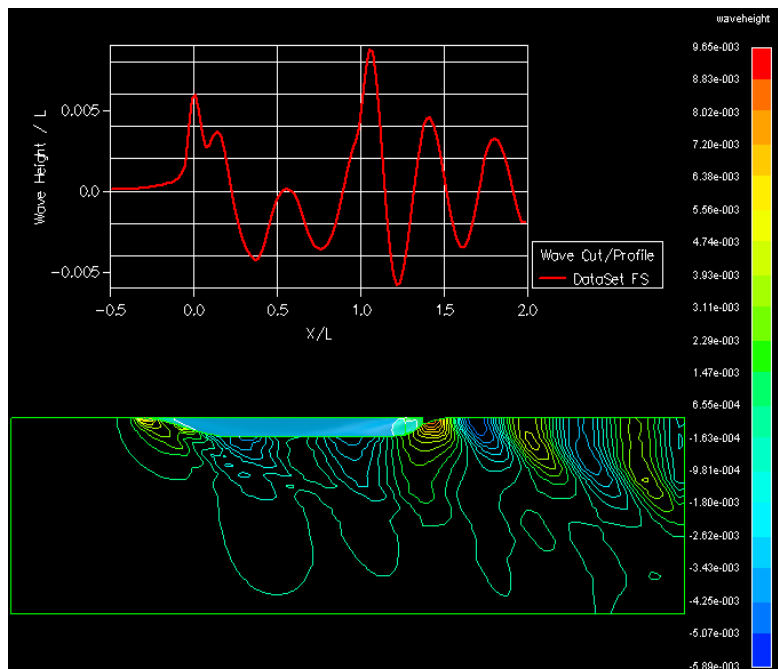 waveheight
Wave Height / L
0.005
0.0
-0.005
-0.5
0.0
0.5
1.0
1.5
2.0
X/L
Wave Cut/Profile
DataSet FS
9.65e-003
8.83e-003
8.02e-003
7.20e-003
6.38e-003
5.56e-003
4.74e-003
3.93e-003
3.11e-003
2.29e-003
1.47e-003
6.55e-004
-1.63e-004
-9.81e-004
-1.80e-003
-2.62e-003
-3.43e-003
-4.25e-003
-5.07e-003
-5.89e-003